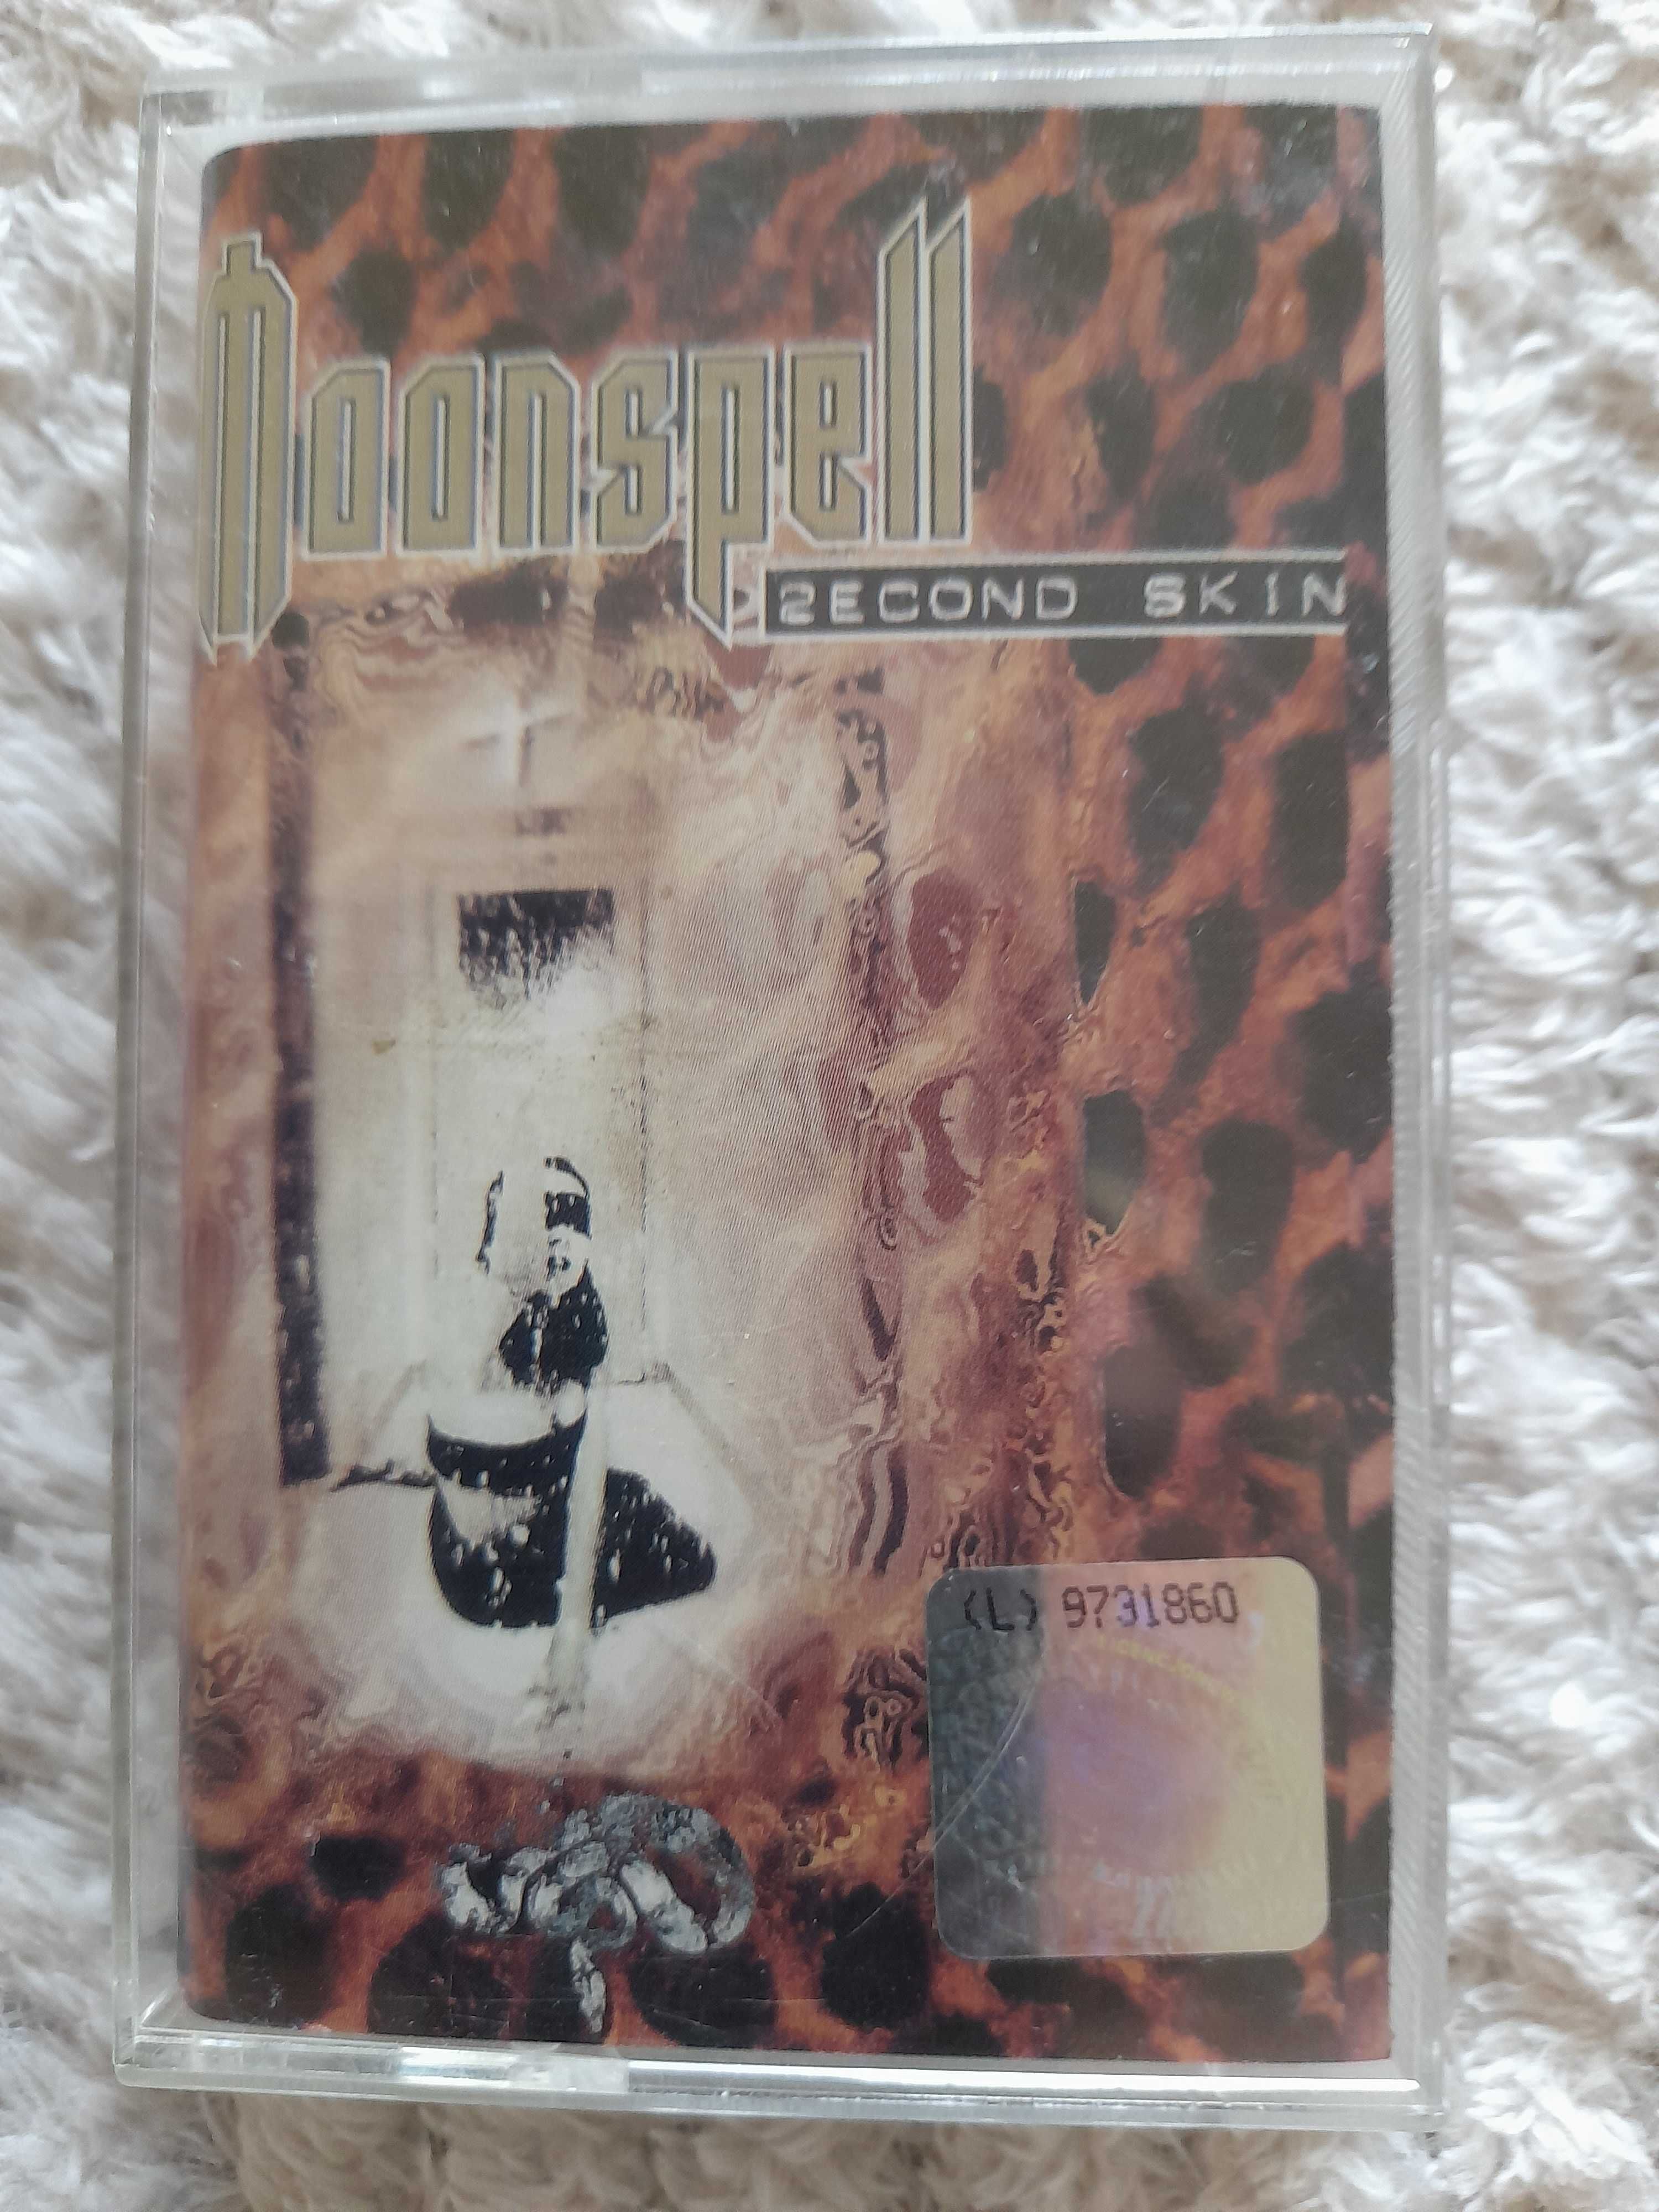 Moonspell
2ECOND SKIN
(L) 9731860